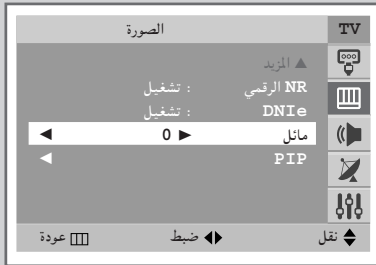 TV الصورة
▲ المزيد
NR الرقمي : تشغيل
DNIe : تشغيل
مائل ◄ 0 ►
PIP ◄
نقل ضبط عودة